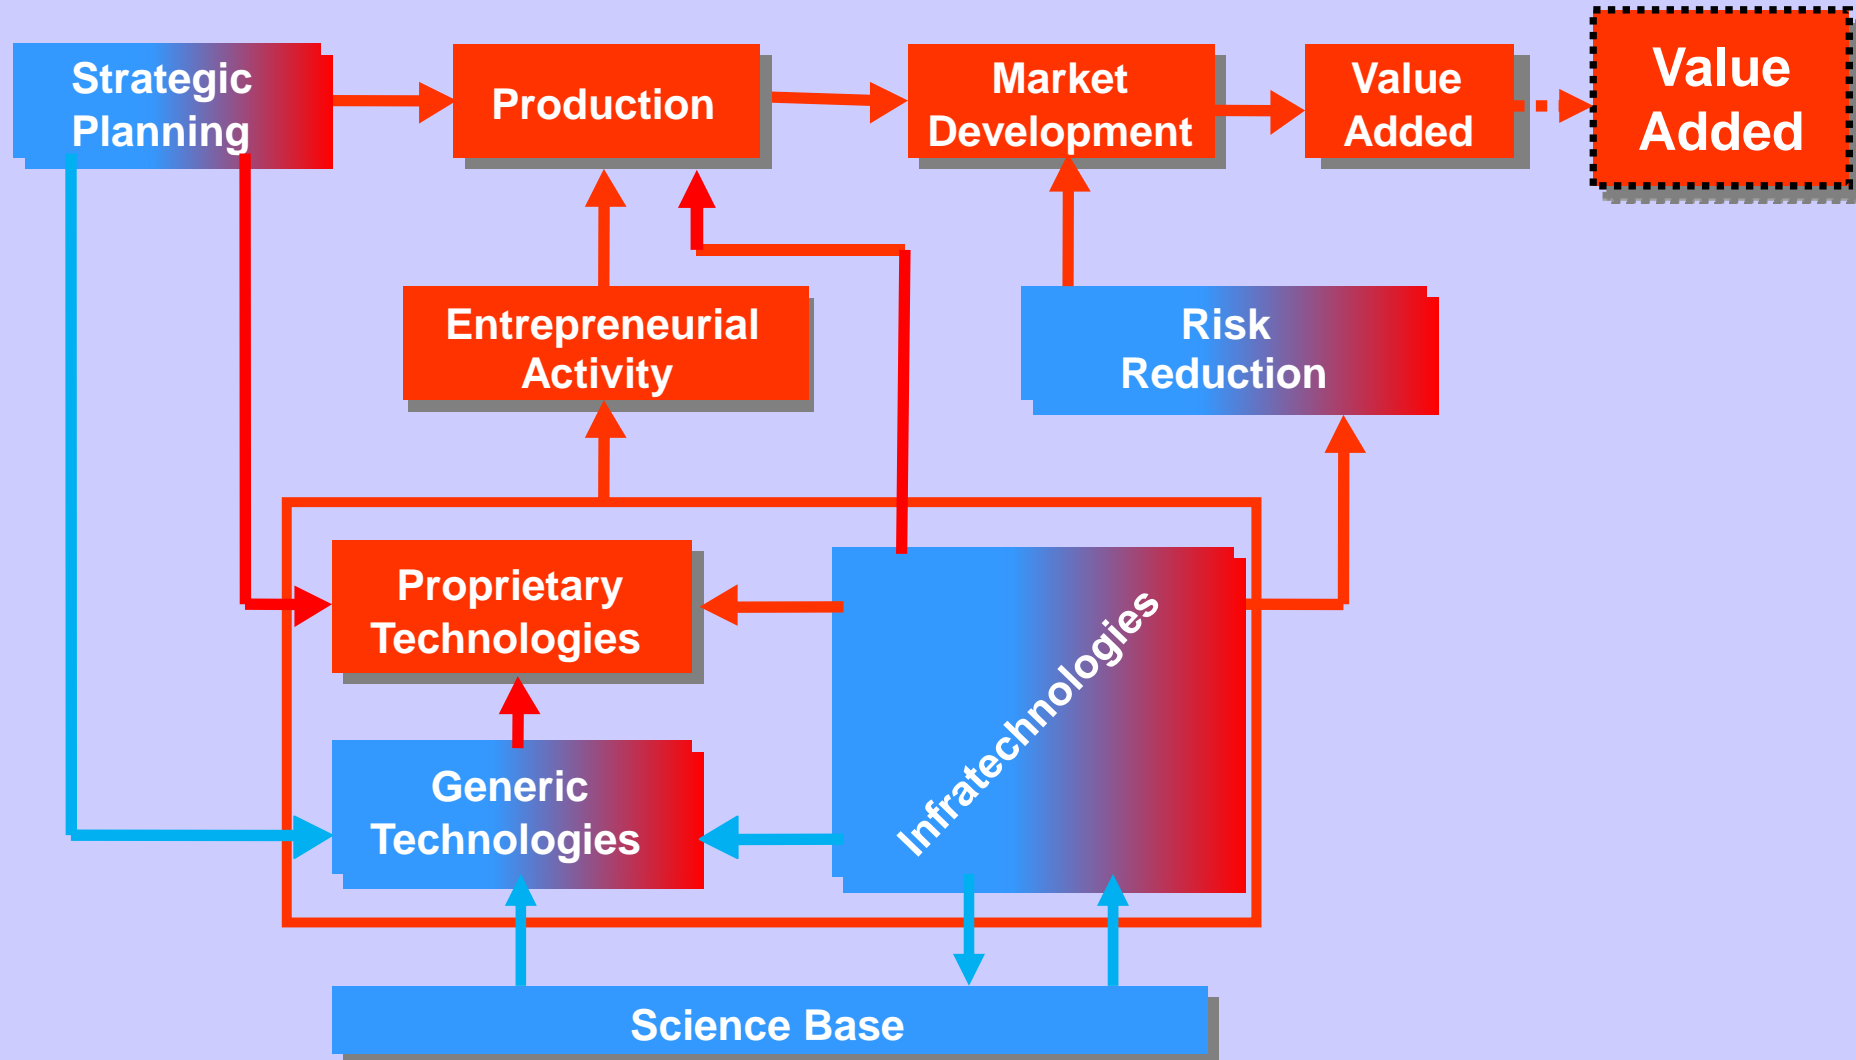 Strategic
Planning
Production
Market
Development
Value
Added
Value
Added
Entrepreneurial
Activity
Risk
Reduction
Proprietary
Technologies
Infratechnologies
Generic
Technologies
Science Base